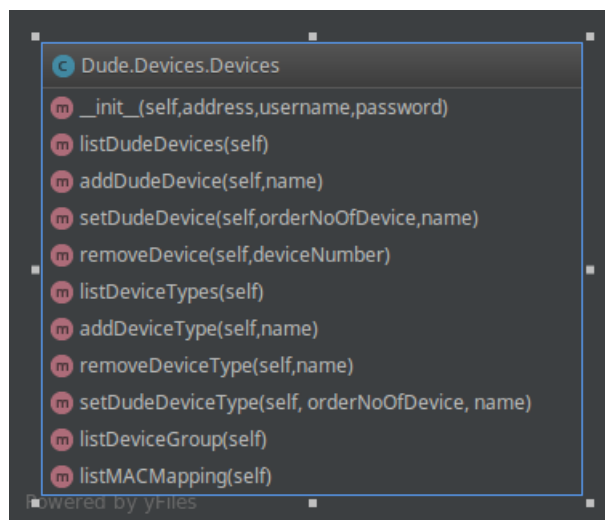 C Dude.Devices.Devices
m __init__(self,address,username,password)
m listDudeDevices(self)
m addDudeDevice(self,name)
m setDudeDevice(self,orderNoOfDevice,name)
m removeDevice(self,deviceNumber)
m listDeviceTypes(self)
m addDeviceType(self,name)
m removeDeviceType(self,name)
m setDudeDeviceType(self, orderNoOfDevice, name)
m listDeviceGroup(self)
m listMACMapping(self)
Powered by yFiles